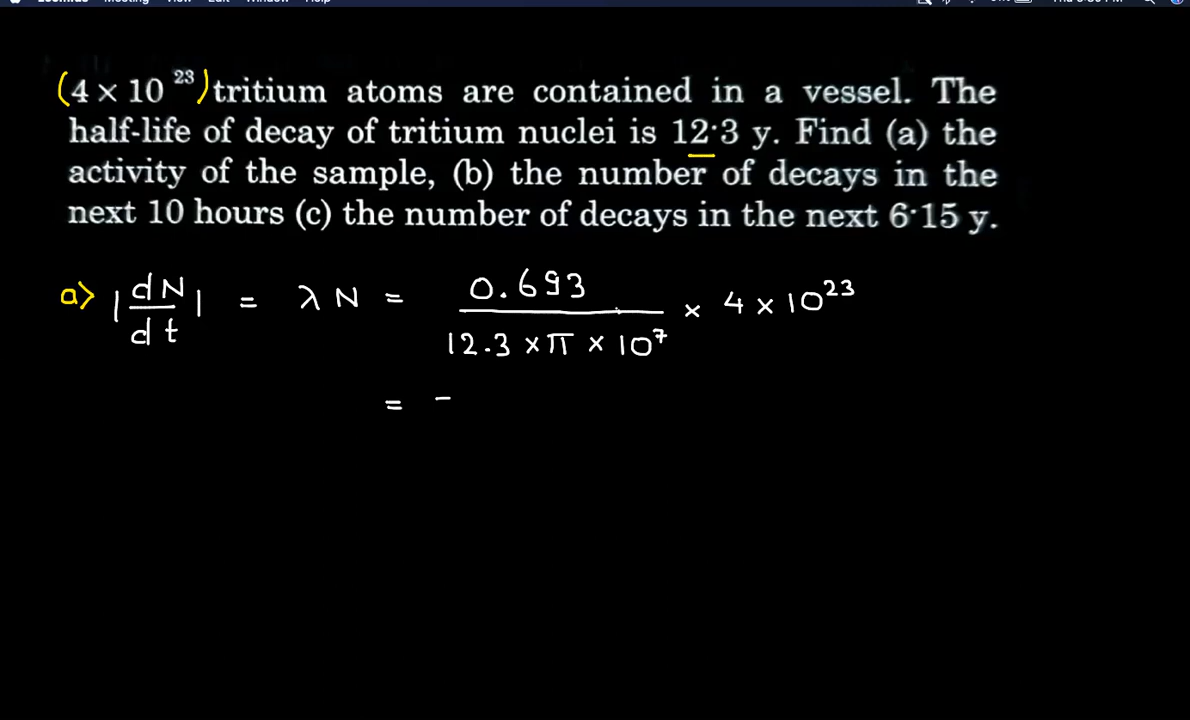 (4 × 10²³) tritium atoms are contained in a vessel. The
half-life of decay of tritium nuclei is 12·3 y. Find (a) the
activity of the sample, (b) the number of decays in the
next 10 hours (c) the number of decays in the next 6·15 y.
a> |dN/dt| = λN = 0.693/(12.3 × π × 10⁷) × 4 × 10²³
=